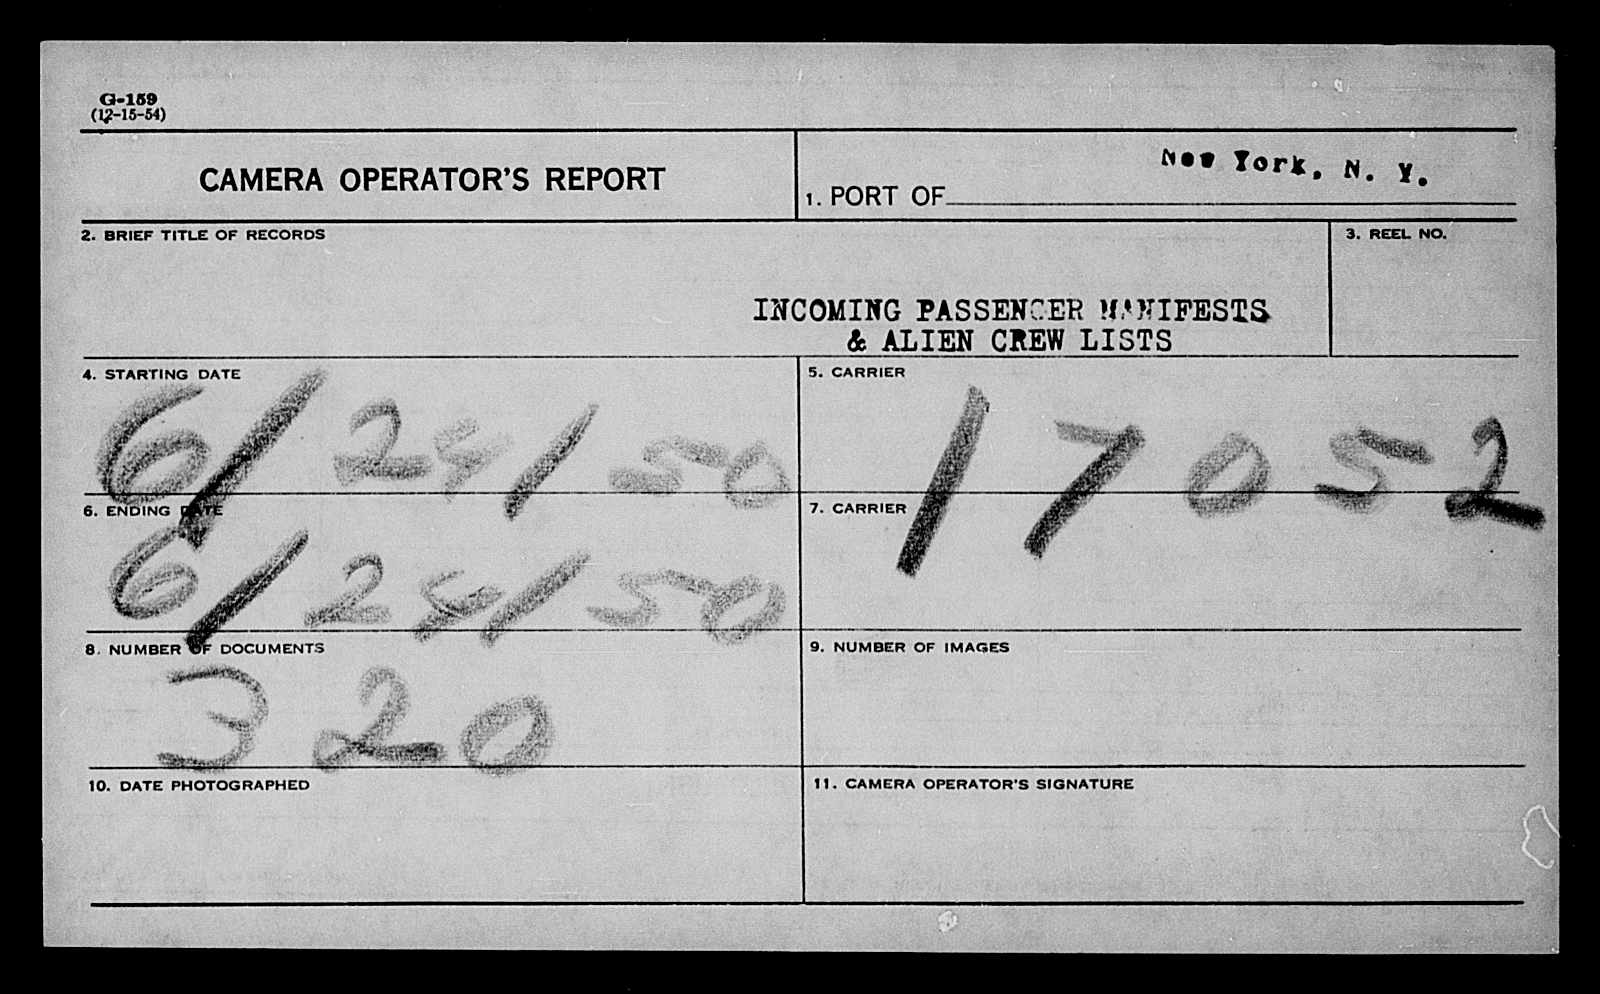 G-159
(12-15-54)
CAMERA OPERATOR'S REPORT
1. PORT OF New York, N. Y.
2. BRIEF TITLE OF RECORDS
3. REEL NO.
INCOMING PASSENGER MANIFESTS
& ALIEN CREW LISTS
4. STARTING DATE
5. CARRIER
6/24/50
17052
6. ENDING DATE
7. CARRIER
6/24/50
8. NUMBER OF DOCUMENTS
9. NUMBER OF IMAGES
320
10. DATE PHOTOGRAPHED
11. CAMERA OPERATOR'S SIGNATURE